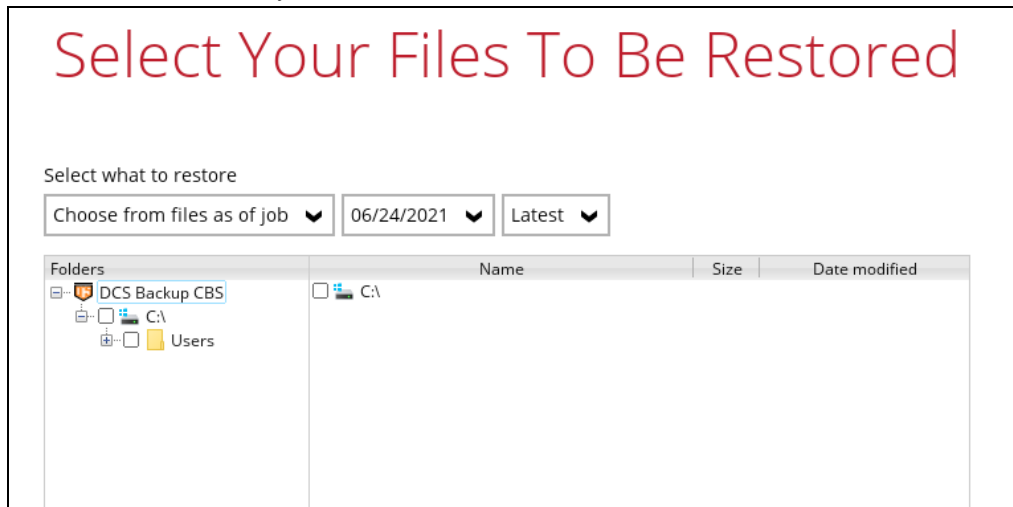 Select Your Files To Be Restored
Select what to restore
Choose from files as of job 06/24/2021 Latest
Folders Name Size Date modified
DCS Backup CBS C:\
C:\
Users